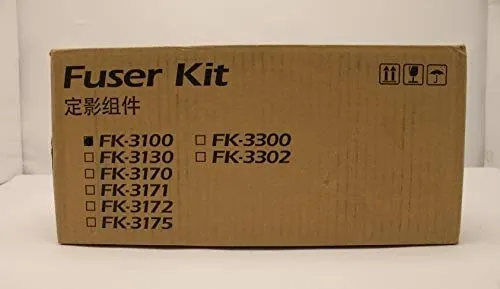 Fuser Kit
定影组件
■ FK-3100 □ FK-3300
□ FK-3130 □ FK-3302
□ FK-3170
□ FK-3171
□ FK-3172
□ FK-3175